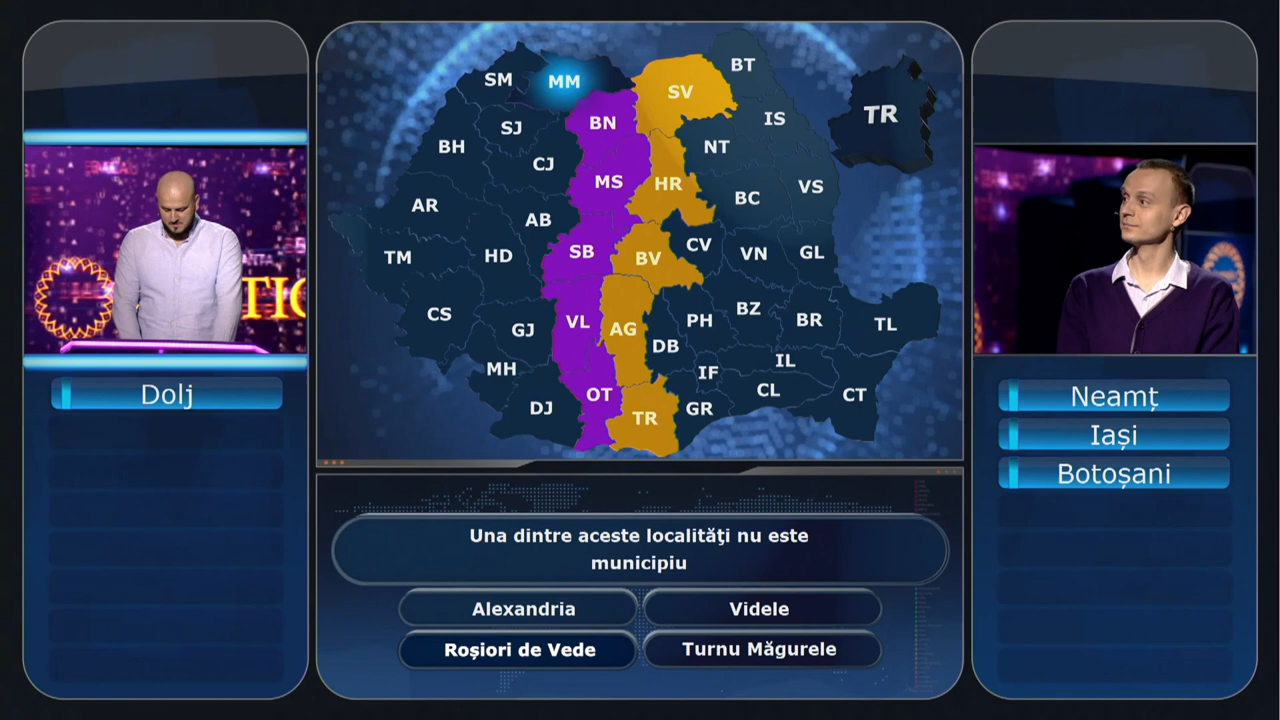 SM
MM
SV
BT
TR
BN
IS
SJ
BH
NT
CJ
MS
HR
BC
VS
AR
AB
SB
CV
TM
HD
BV
VN
GL
CS
GJ
VL
AG
PH
BZ
BR
TL
DB
MH
IF
IL
OT
CL
CT
DJ
TR
GR
Dolj
Neamț
Iași
Botoșani
Una dintre aceste localităţi nu este
municipiu
Alexandria
Videle
Roșiori de Vede
Turnu Măgurele